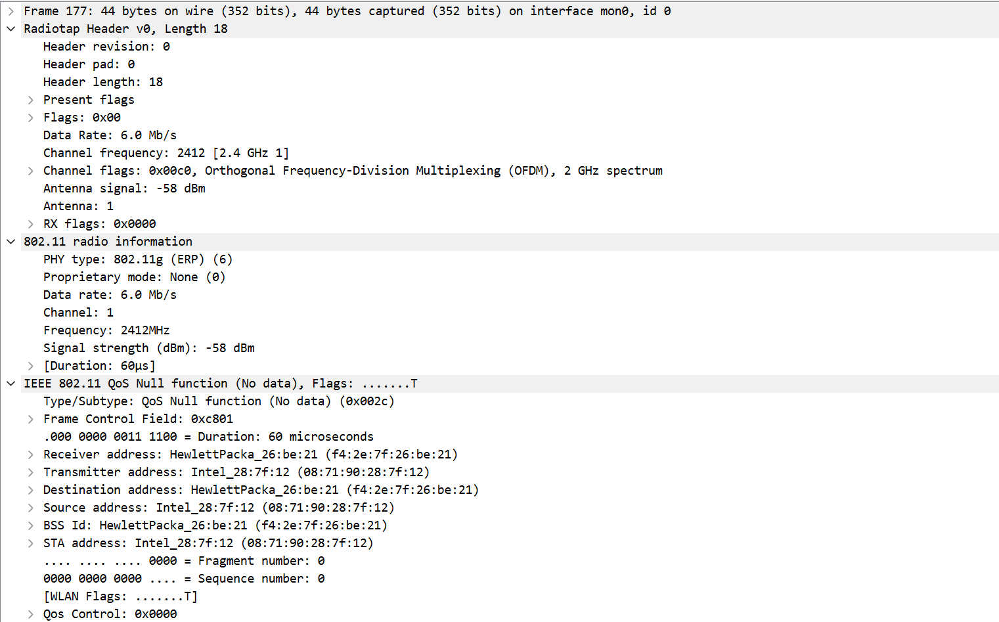 Frame 177: 44 bytes on wire (352 bits), 44 bytes captured (352 bits) on interface mon0, id 0
Radiotap Header v0, Length 18
Header revision: 0
Header pad: 0
Header length: 18
Present flags
Flags: 0x00
Data Rate: 6.0 Mb/s
Channel frequency: 2412 [2.4 GHz 1]
Channel flags: 0x00c0, Orthogonal Frequency-Division Multiplexing (OFDM), 2 GHz spectrum
Antenna signal: -58 dBm
Antenna: 1
RX flags: 0x0000
802.11 radio information
PHY type: 802.11g (ERP) (6)
Proprietary mode: None (0)
Data rate: 6.0 Mb/s
Channel: 1
Frequency: 2412MHz
Signal strength (dBm): -58 dBm
[Duration: 60µs]
IEEE 802.11 QoS Null function (No data), Flags: .......T
Type/Subtype: QoS Null function (No data) (0x002c)
Frame Control Field: 0xc801
.000 0000 0011 1100 = Duration: 60 microseconds
Receiver address: HewlettPacka_26:be:21 (f4:2e:7f:26:be:21)
Transmitter address: Intel_28:7f:12 (08:71:90:28:7f:12)
Destination address: HewlettPacka_26:be:21 (f4:2e:7f:26:be:21)
Source address: Intel_28:7f:12 (08:71:90:28:7f:12)
BSS Id: HewlettPacka_26:be:21 (f4:2e:7f:26:be:21)
STA address: Intel_28:7f:12 (08:71:90:28:7f:12)
.... .... .... 0000 = Fragment number: 0
0000 0000 0000 .... = Sequence number: 0
[WLAN Flags: .......T]
Qos Control: 0x0000